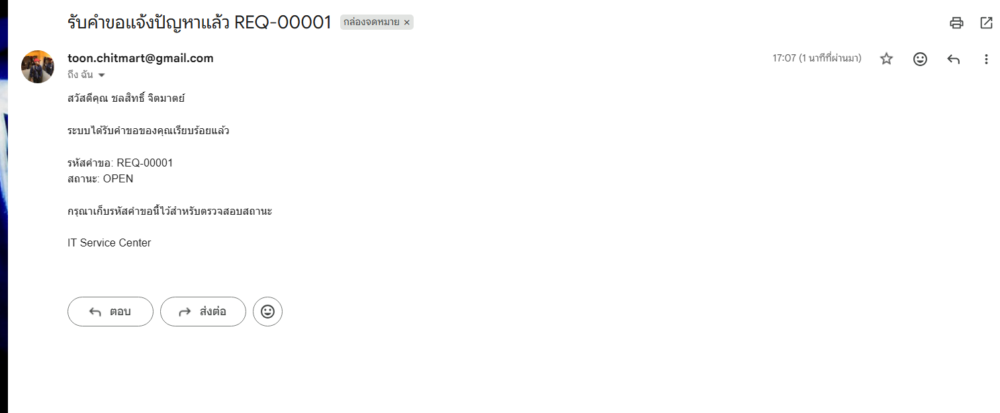 รับคำขอแจ้งปัญหาแล้ว REQ-00001 กล่องจดหมาย ×
toon.chitmart@gmail.com 17:07 (1 นาทีที่ผ่านมา)
ถึง ฉัน
สวัสดีคุณ ชลสิทธิ์ จิตมาตย์
ระบบได้รับคำขอของคุณเรียบร้อยแล้ว
รหัสคำขอ: REQ-00001
สถานะ: OPEN
กรุณาเก็บรหัสคำขอนี้ไว้สำหรับตรวจสอบสถานะ
IT Service Center
ตอบ ส่งต่อ